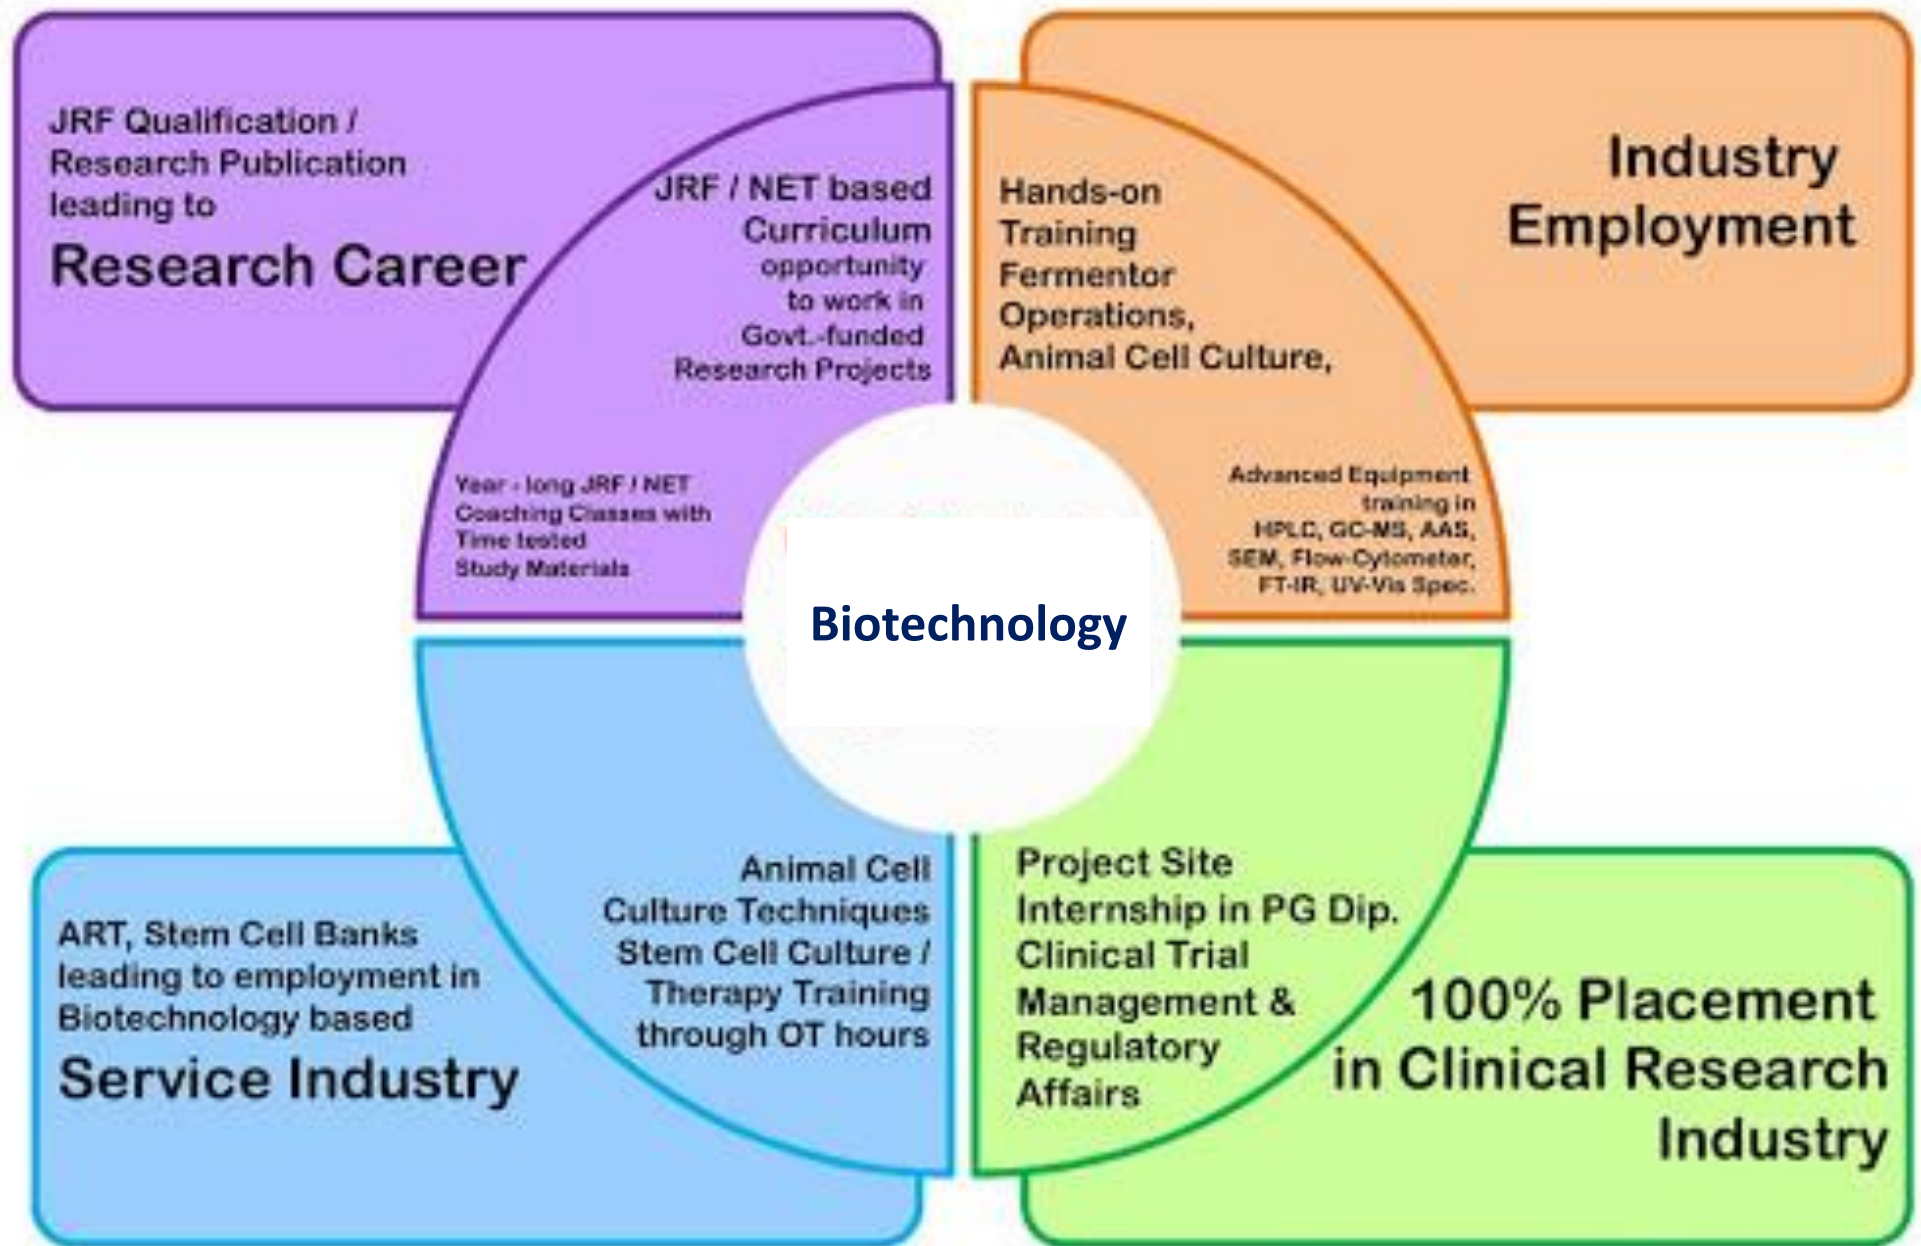 JRF Qualification /
Research Publication
leading to
Research Career
JRF / NET based
Curriculum
opportunity
to work in
Govt.-funded
Research Projects
Year - long JRF / NET
Coaching Classes with
Time tested
Study Materials
Hands-on
Training
Fermentor
Operations,
Animal Cell Culture,
Advanced Equipment
training in
HPLC, GC-MS, AAS,
SEM, Flow-Cytometer,
FT-IR, UV-Vis Spec.
Industry
Employment
Biotechnology
ART, Stem Cell Banks
leading to employment in
Biotechnology based
Service Industry
Animal Cell
Culture Techniques
Stem Cell Culture /
Therapy Training
through OT hours
Project Site
Internship in PG Dip.
Clinical Trial
Management &
Regulatory
Affairs
100% Placement
in Clinical Research
Industry